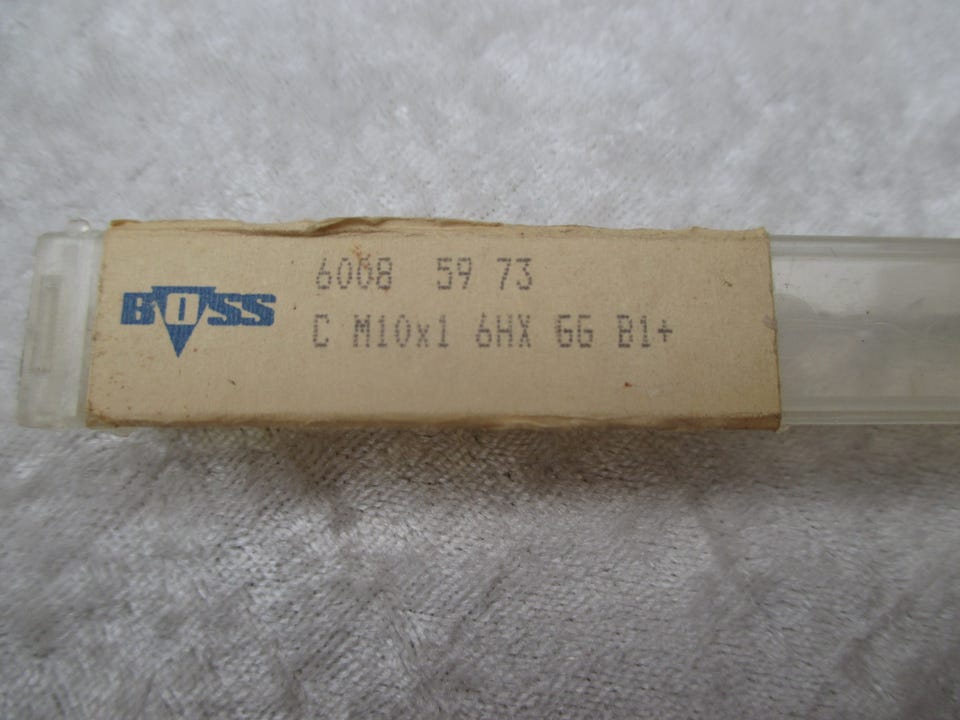 BOSS
6008 59 73
C M10x1 6HX GG B1+